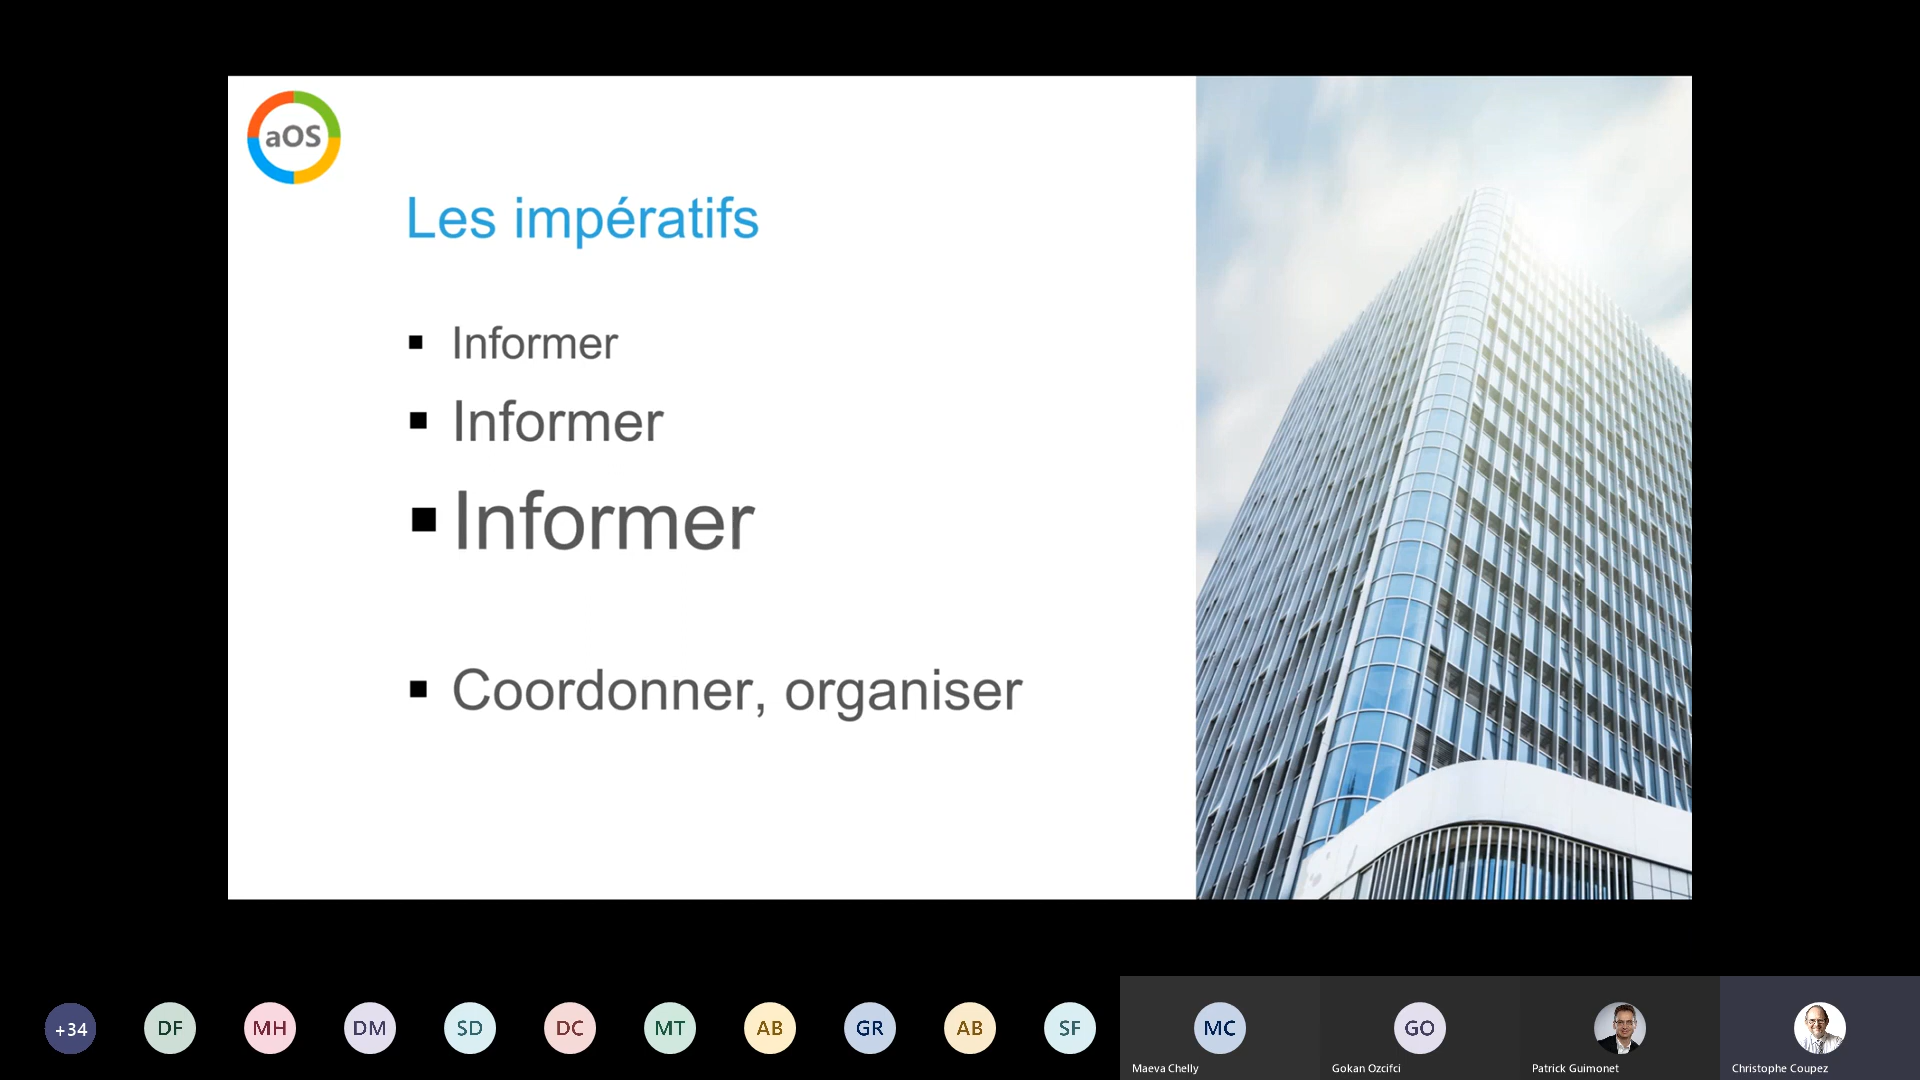 aOS
Les impératifs
▪ Informer
▪ Informer
▪ Informer
▪ Coordonner, organiser
+34
DF
MH
DM
SD
DC
MT
AB
GR
AB
SF
MC
GO
Maeva Chelly
Gokan Ozcifci
Patrick Guimonet
Christophe Coupez